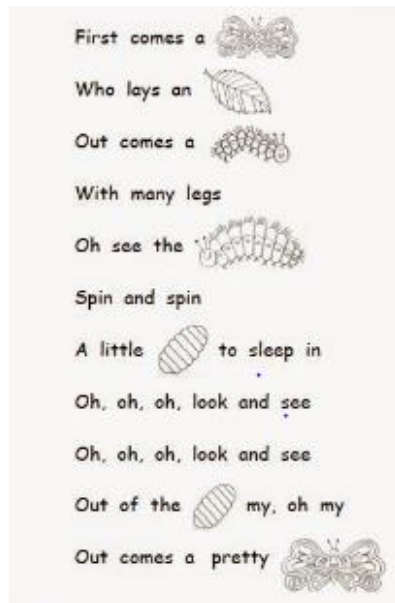 First comes a
Who lays an
Out comes a
With many legs
Oh see the
Spin and spin
A little to sleep in
Oh, oh, oh, look and see
Oh, oh, oh, look and see
Out of the my, oh my
Out comes a pretty